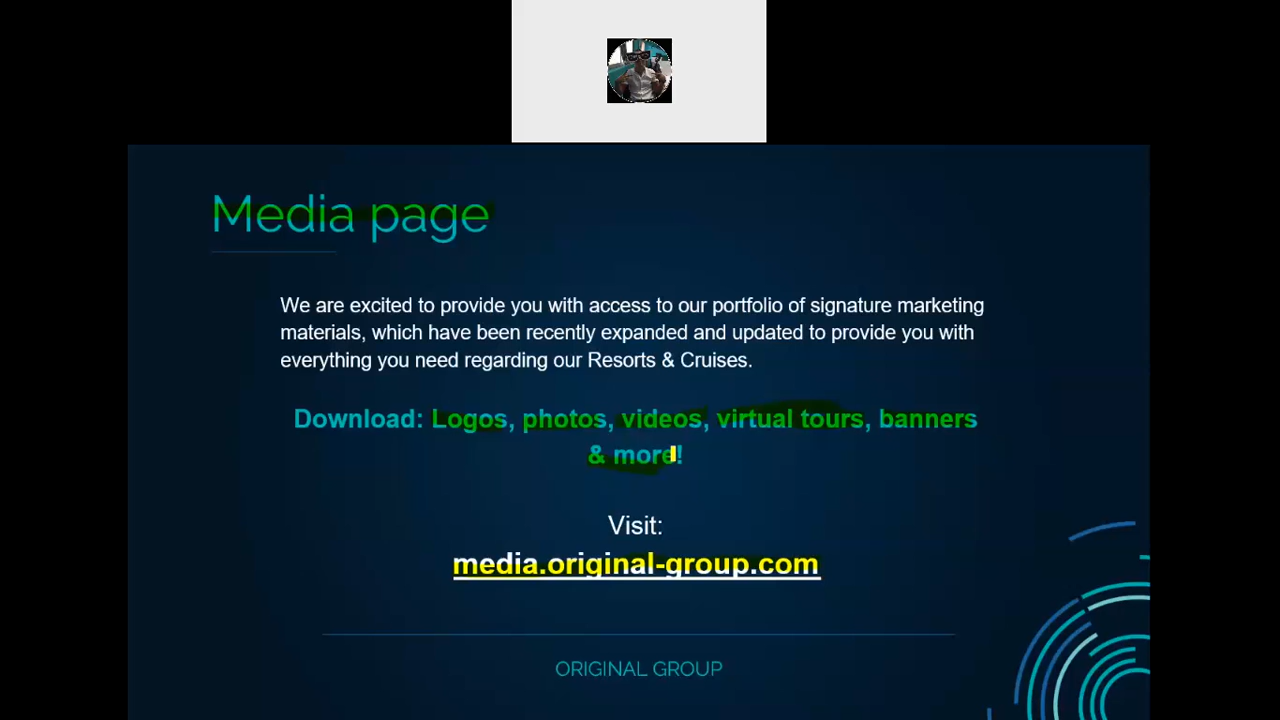 Media page
We are excited to provide you with access to our portfolio of signature marketing
materials, which have been recently expanded and updated to provide you with
everything you need regarding our Resorts & Cruises.
Download: Logos, photos, videos, virtual tours, banners
& more!
Visit:
media.original-group.com
ORIGINAL GROUP